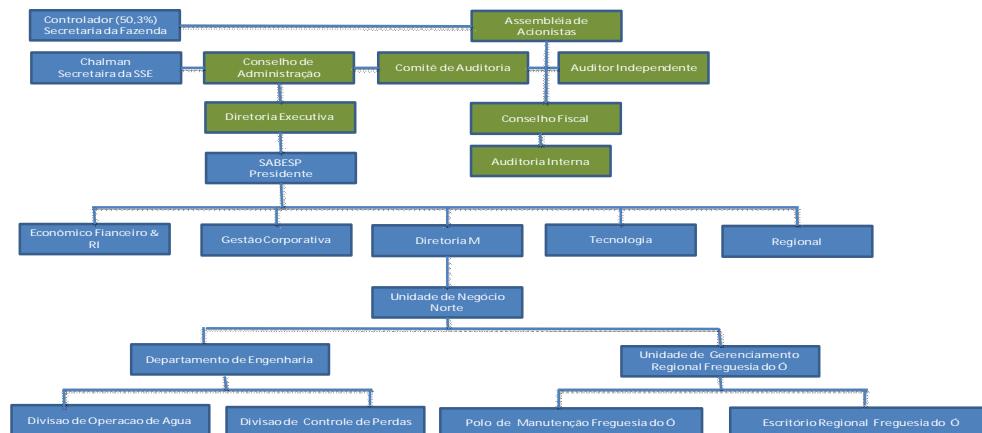 Controlador (50,3%)
Secretaria da Fazenda
Assembléia de
Acionistas
Chalman
Secretaira da SSE
Conselho de
Administração
Comitê de Auditoria
Auditor Independente
Diretoria Executiva
Conselho Fiscal
Auditoria Interna
SABESP
Presidente
Econômico Fianceiro &
RI
Gestão Corporativa
Diretoria M
Tecnologia
Regional
Unidade de Negócio
Norte
Departamento de Engenharia
Unidade de Gerenciamento
Regional Freguesia do Ó
Divisao de Operacao de Agua
Divisao de Controle de Perdas
Polo de Manutenção Freguesia do Ó
Escritório Regional Freguesia do Ó